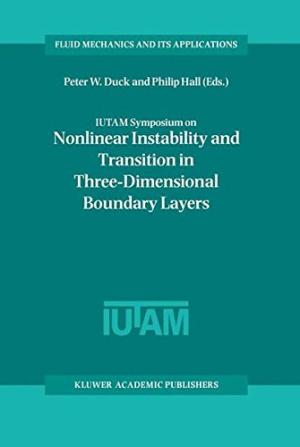 FLUID MECHANICS AND ITS APPLICATIONS
Peter W. Duck and Philip Hall (Eds.)
IUTAM Symposium on
Nonlinear Instability and
Transition in
Three-Dimensional
Boundary Layers
IUTAM
KLUWER ACADEMIC PUBLISHERS